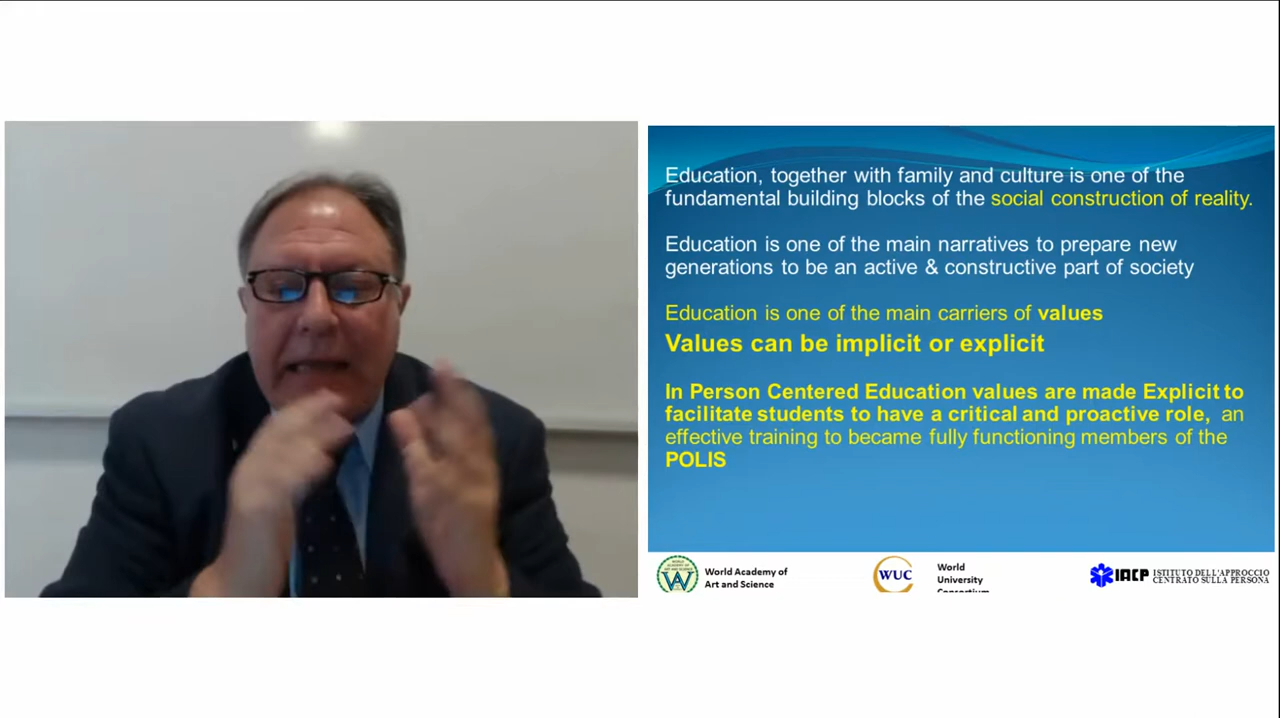 Education, together with family and culture is one of the
fundamental building blocks of the social construction of reality.
Education is one of the main narratives to prepare new
generations to be an active & constructive part of society
Education is one of the main carriers of values
Values can be implicit or explicit
In Person Centered Education values are made Explicit to
facilitate students to have a critical and proactive role, an
effective training to became fully functioning members of the
POLIS
World Academy of
Art and Science
WUC
World
University
Consortium
IACP
ISTITUTO DELL'APPROCCIO
CENTRATO SULLA PERSONA